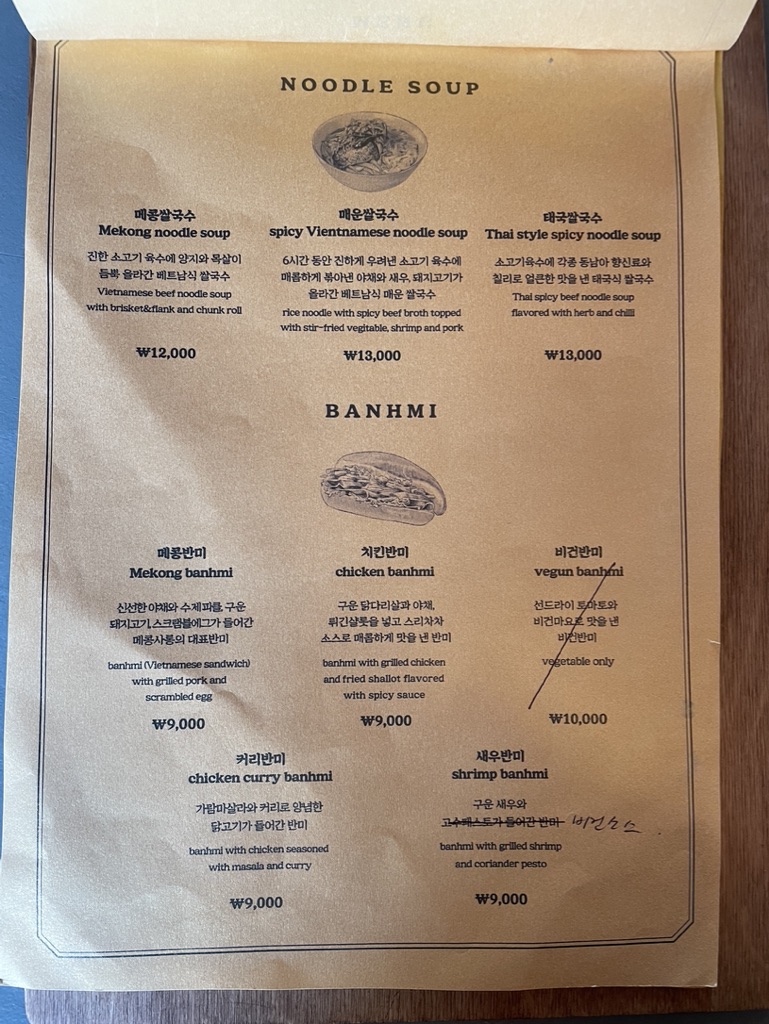 NOODLE SOUP
메콩쌀국수
Mekong noodle soup
진한 소고기 육수에 양지와 목살이
듬뿍 올라간 베트남식 쌀국수
Vietnamese beef noodle soup
with brisket&flank and chunk roll
₩12,000
매운쌀국수
spicy Vientnamese noodle soup
6시간 동안 진하게 우려낸 소고기 육수에
매콤하게 볶아낸 야채와 새우, 돼지고기가
올라간 베트남식 매운 쌀국수
rice noodle with spicy beef broth topped
with stir-fried vegitable, shrimp and pork
₩13,000
태국쌀국수
Thai style spicy noodle soup
소고기육수에 각종 동남아 향신료와
칠리로 얼큰한 맛을 낸 태국식 쌀국수
Thai spicy beef noodle soup
flavored with herb and chilli
₩13,000
BANHMI
메콩반미
Mekong banhmi
신선한 야채와 수제 파테, 구운
돼지고기, 스크램블에그가 들어간
메콩사롱의 대표반미
banhmi (Vietnamese sandwich)
with grilled pork and
scrambled egg
₩9,000
치킨반미
chicken banhmi
구운 닭다리살과 야채,
튀긴샬롯을 넣고 스리차차
소스로 매콤하게 맛을 낸 반미
banhmi with grilled chicken
and fried shallot flavored
with spicy sauce
₩9,000
비건반미
vegun banhmi
선드라이 토마토와
비건마요로 맛을 낸
비건반미
vegetable only
₩10,000
커리반미
chicken curry banhmi
가람마살라와 커리로 양념한
닭고기가 들어간 반미
banhmi with chicken seasoned
with masala and curry
₩9,000
새우반미
shrimp banhmi
구운 새우와
고수페스토가 들어간 반미 비건소스
banhmi with grilled shrimp
and coriander pesto
₩9,000